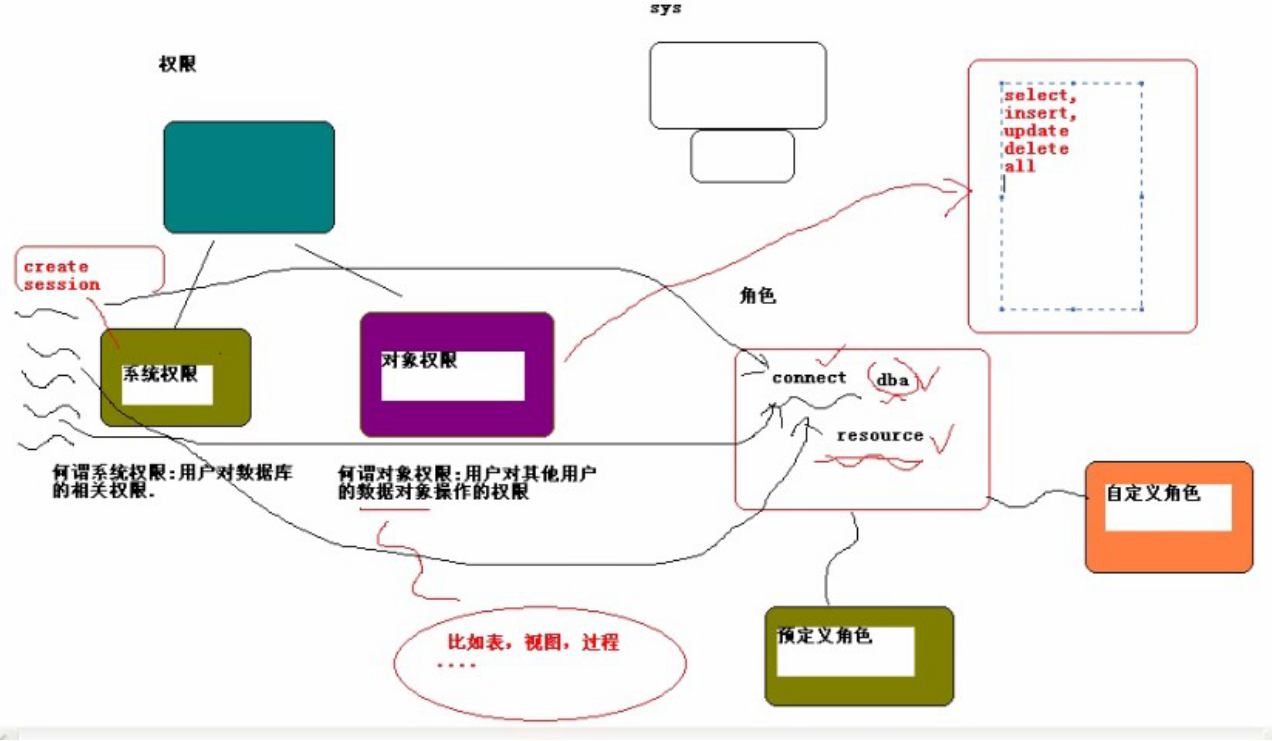 sys
权限
select,
insert,
update
delete
all
create
session
角色
系统权限
对象权限
connect
dba
resource
何谓系统权限:用户对数据库
的相关权限.
何谓对象权限:用户对其他用户
的数据对象操作的权限
自定义角色
预定义角色
比如表，视图，过程
....